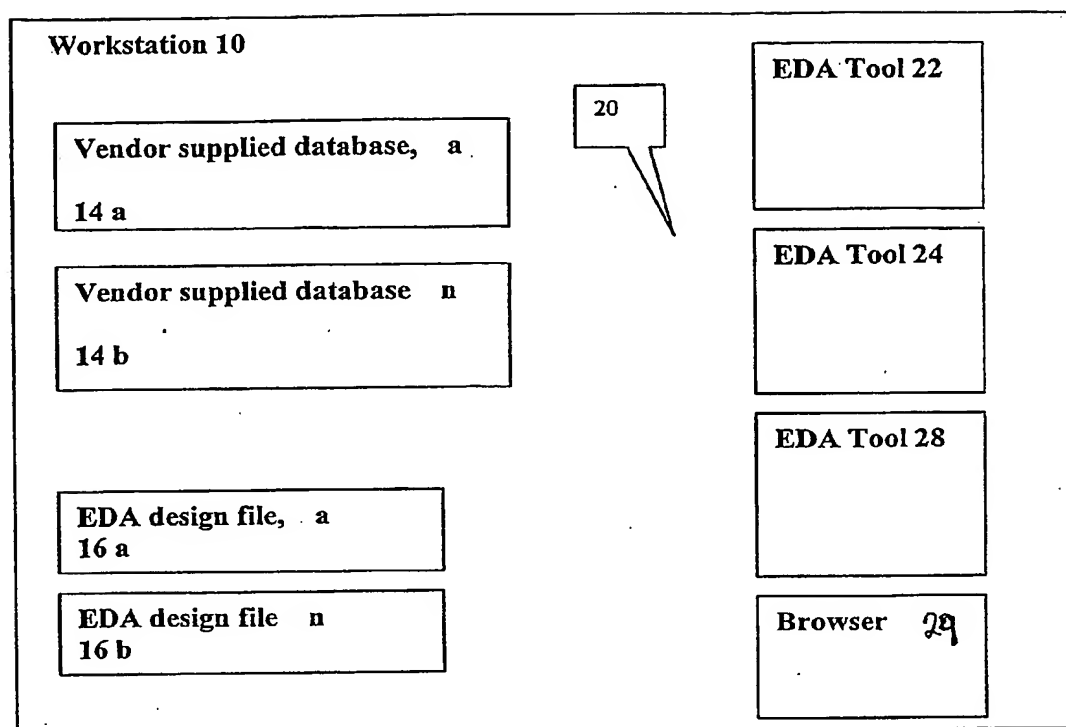 Workstation 10
Vendor supplied database, a
14 a
Vendor supplied database n
14 b
EDA design file, a
16 a
EDA design file n
16 b
20
EDA Tool 22
EDA Tool 24
EDA Tool 28
Browser 29